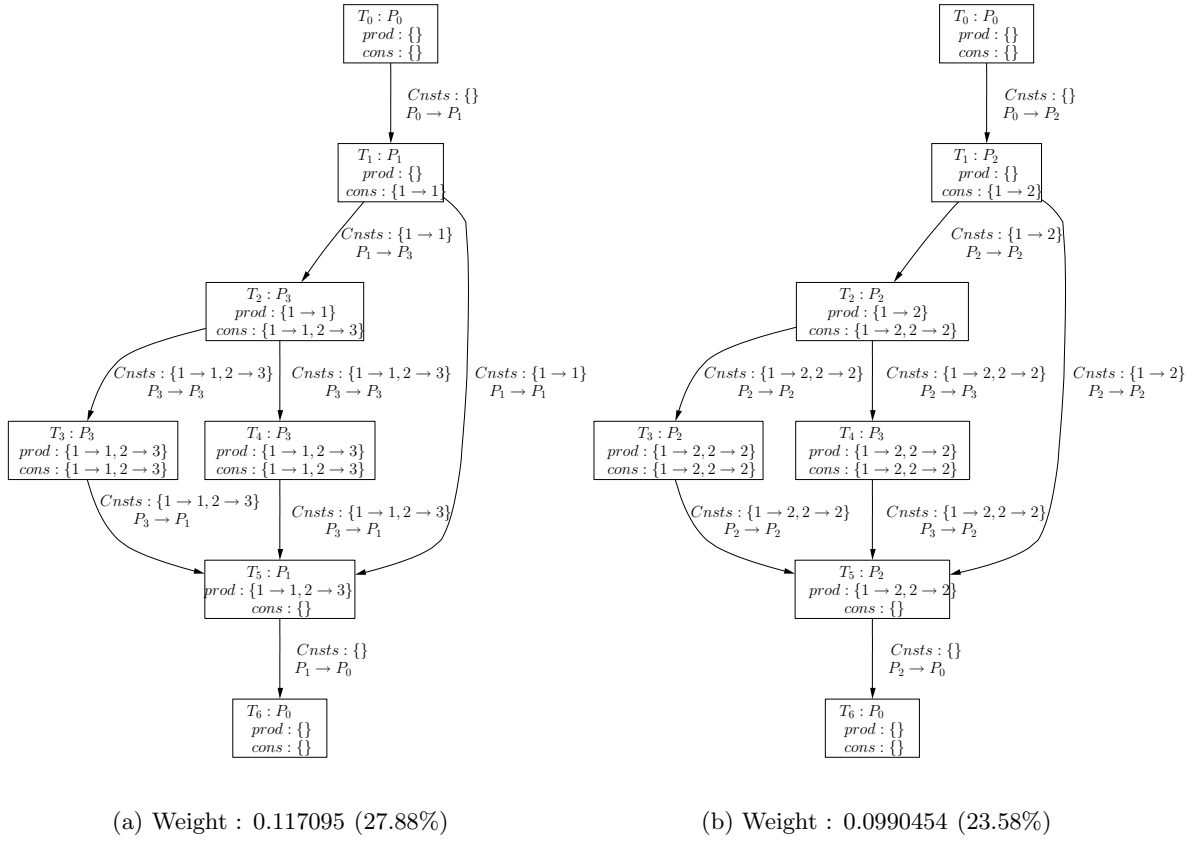 T₀ : P₀
prod : {}
cons : {}
Cnsts : {}
P₀ → P₁
T₁ : P₁
prod : {}
cons : {1 → 1}
Cnsts : {1 → 1}
P₁ → P₃
T₂ : P₃
prod : {1 → 1}
cons : {1 → 1, 2 → 3}
Cnsts : {1 → 1, 2 → 3}
P₃ → P₃
Cnsts : {1 → 1, 2 → 3}
P₃ → P₃
Cnsts : {1 → 1}
P₁ → P₁
T₃ : P₃
prod : {1 → 1, 2 → 3}
cons : {1 → 1, 2 → 3}
T₄ : P₃
prod : {1 → 1, 2 → 3}
cons : {1 → 1, 2 → 3}
Cnsts : {1 → 1, 2 → 3}
P₃ → P₁
Cnsts : {1 → 1, 2 → 3}
P₃ → P₁
T₅ : P₁
prod : {1 → 1, 2 → 3}
cons : {}
Cnsts : {}
P₁ → P₀
T₆ : P₀
prod : {}
cons : {}
(a) Weight : 0.117095 (27.88%)
T₀ : P₀
prod : {}
cons : {}
Cnsts : {}
P₀ → P₂
T₁ : P₂
prod : {}
cons : {1 → 2}
Cnsts : {1 → 2}
P₂ → P₂
T₂ : P₂
prod : {1 → 2}
cons : {1 → 2, 2 → 2}
Cnsts : {1 → 2, 2 → 2}
P₂ → P₂
Cnsts : {1 → 2, 2 → 2}
P₂ → P₃
Cnsts : {1 → 2}
P₂ → P₂
T₃ : P₂
prod : {1 → 2, 2 → 2}
cons : {1 → 2, 2 → 2}
T₄ : P₃
prod : {1 → 2, 2 → 2}
cons : {1 → 2, 2 → 2}
Cnsts : {1 → 2, 2 → 2}
P₂ → P₂
Cnsts : {1 → 2, 2 → 2}
P₃ → P₂
T₅ : P₂
prod : {1 → 2, 2 → 2}
cons : {}
Cnsts : {}
P₂ → P₀
T₆ : P₀
prod : {}
cons : {}
(b) Weight : 0.0990454 (23.58%)